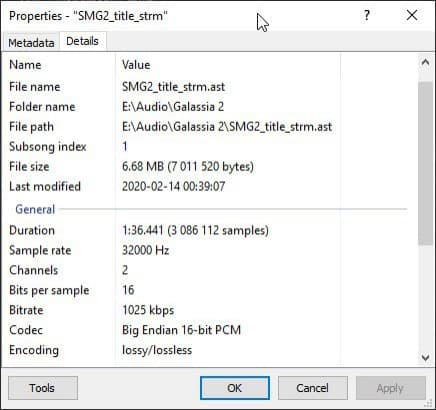 Properties - "SMG2_title_strm"
Metadata Details
Name Value
File name SMG2_title_strm.ast
Folder name E:\Audio\Galassia 2
File path E:\Audio\Galassia 2\SMG2_title_strm.ast
Subsong index 1
File size 6.68 MB (7 011 520 bytes)
Last modified 2020-02-14 00:39:07
General
Duration 1:36.441 (3 086 112 samples)
Sample rate 32000 Hz
Channels 2
Bits per sample 16
Bitrate 1025 kbps
Codec Big Endian 16-bit PCM
Encoding lossy/lossless
Tools OK Cancel Apply